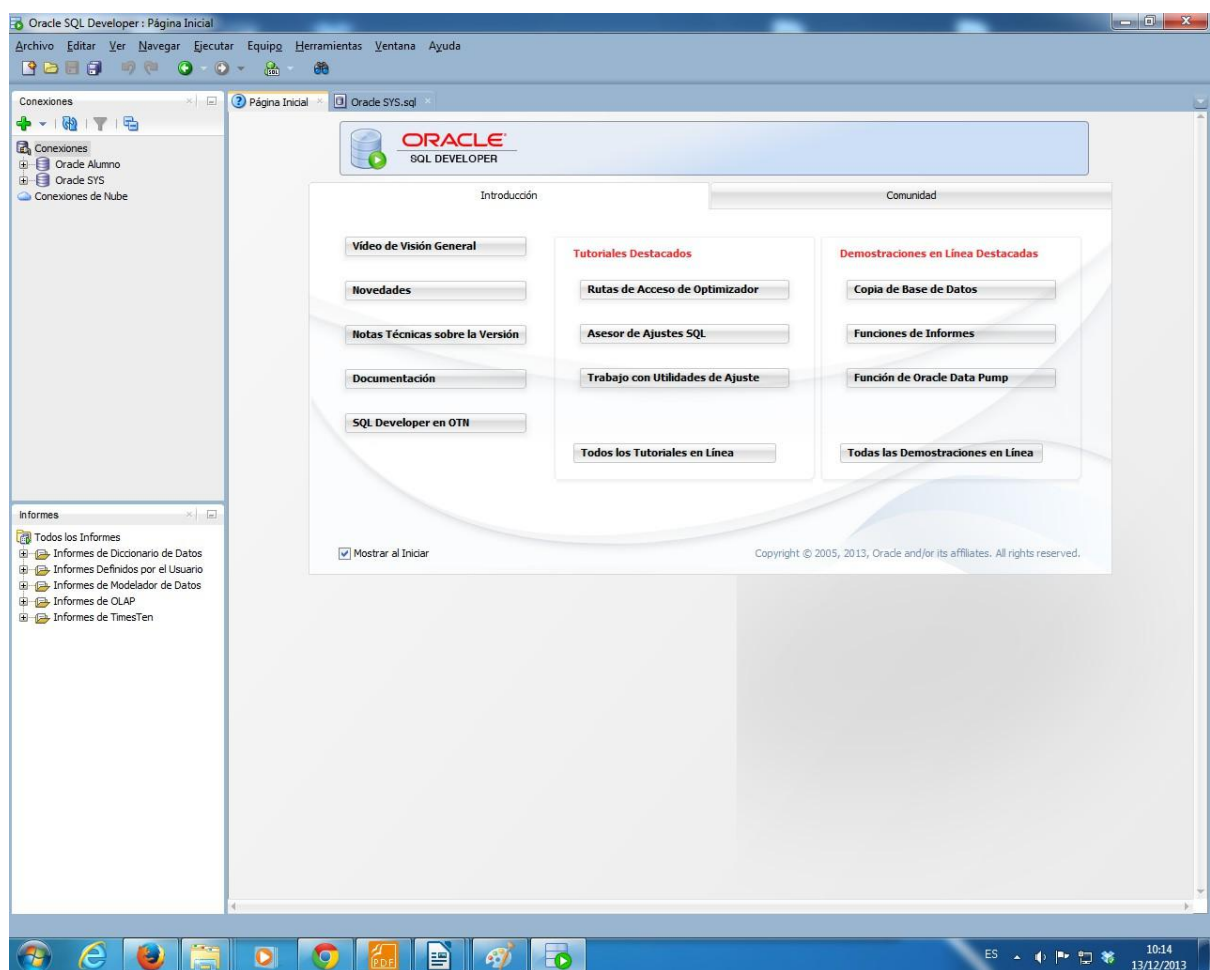 Oracle SQL Developer : Página Inicial
Archivo Editar Ver Navegar Ejecutar Equipo Herramientas Ventana Ayuda
SQL
Conexiones
Conexiones
Oracle Alumno
Oracle SYS
Conexiones de Nube
Página Inicial
Oracle SYS.sql
ORACLE
SQL DEVELOPER
Introducción
Comunidad
Vídeo de Visión General
Novedades
Notas Técnicas sobre la Versión
Documentación
SQL Developer en OTN
Tutoriales Destacados
Rutas de Acceso de Optimizador
Asesor de Ajustes SQL
Trabajo con Utilidades de Ajuste
Todos los Tutoriales en Línea
Demostraciones en Línea Destacadas
Copia de Base de Datos
Funciones de Informes
Función de Oracle Data Pump
Todas las Demostraciones en Línea
Mostrar al Iniciar
Copyright © 2005, 2013, Oracle and/or its affiliates. All rights reserved.
Informes
Todos los Informes
Informes de Diccionario de Datos
Informes Definidos por el Usuario
Informes de Modelador de Datos
Informes de OLAP
Informes de TimesTen
PDF
ES
10:14
13/12/2013